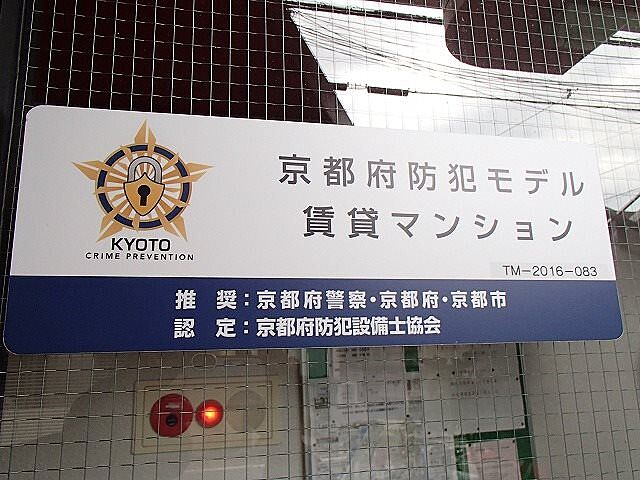 KYOTO
CRIME PREVENTION
京都府防犯モデル
賃貸マンション
TM-2016-083
推 奨：京都府警察・京都府・京都市
認 定：京都府防犯設備士協会